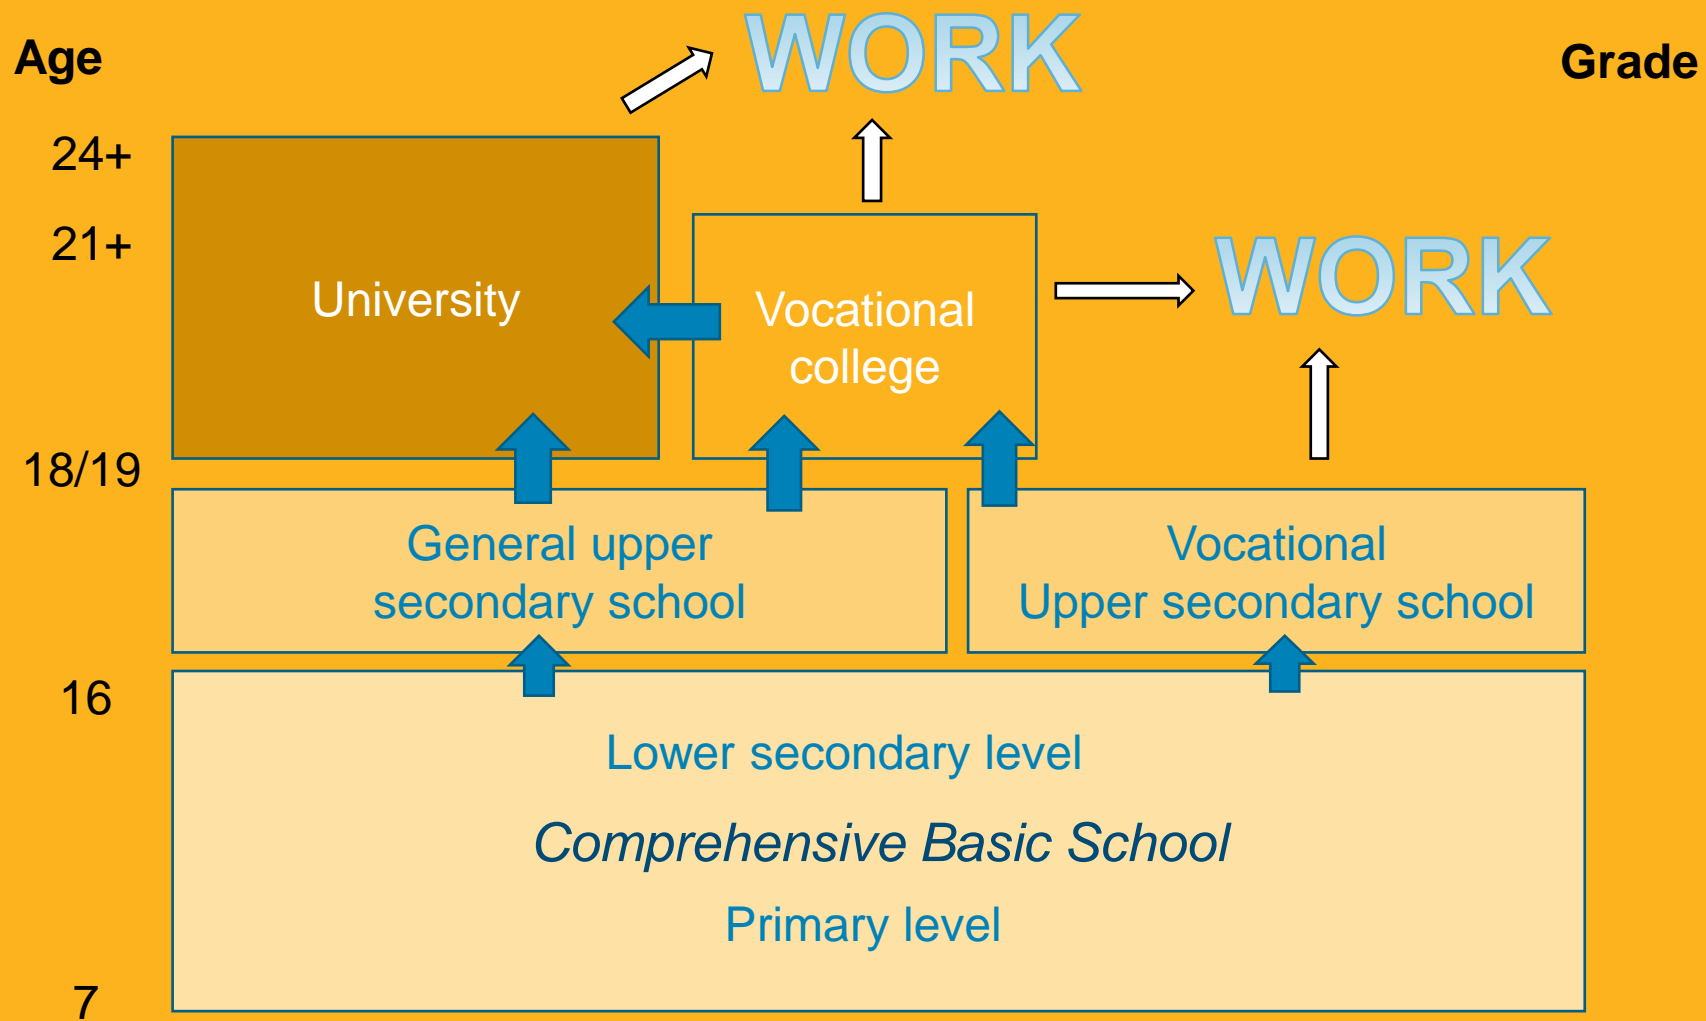 WORK
Age
Grade
24+
21+
WORK
University
Vocational
college
18/19
General upper
secondary school
Vocational
Upper secondary school
16
Lower secondary level
Comprehensive Basic School
Primary level
7